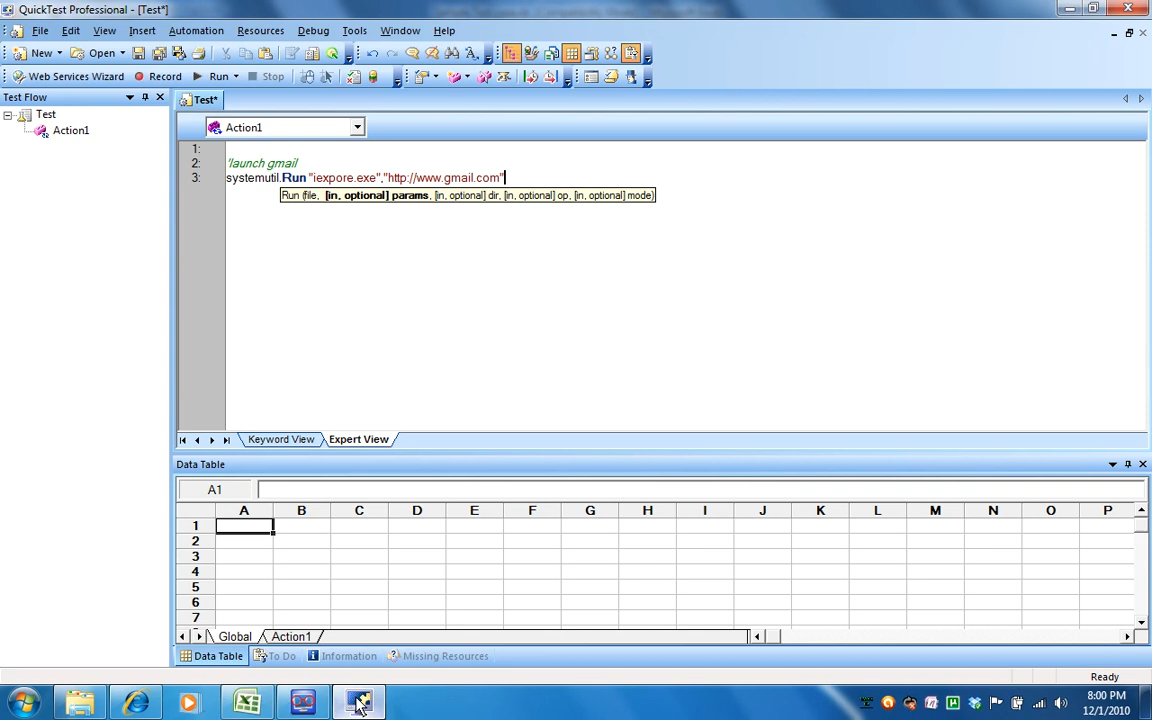 QuickTest Professional - [Test*]
File Edit View Insert Automation Resources Debug Tools Window Help
New Open
Web Services Wizard Record Run Stop
Test Flow
Test*
Test
Action1
Action1
1:
2: 'launch gmail
3: systemutil.Run "iexpore.exe","http://www.gmail.com"
Run (file, [in, optional] params, [in, optional] dir, [in, optional] op, [in, optional] mode)
Keyword View Expert View
Data Table
A1
A B C D E F G H I J K L M N O P
1
2
3
4
5
6
7
Global Action1
Data Table To Do Information Missing Resources
Ready
8:00 PM
12/1/2010